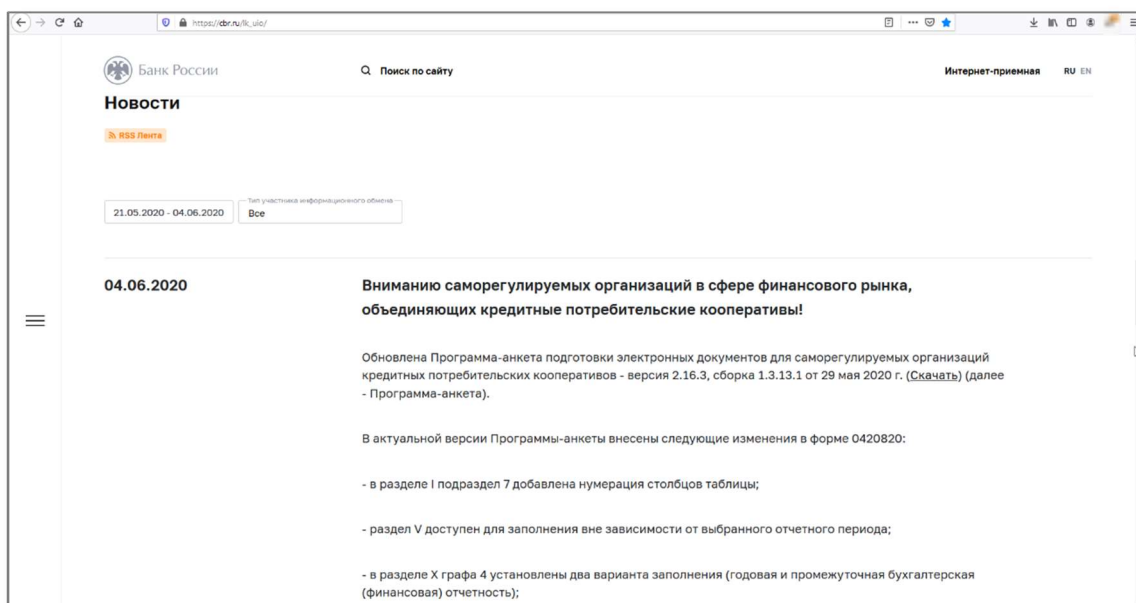 https://cbr.ru/lk_uio/
Банк России
Поиск по сайту
Интернет-приемная
RU EN
Новости
RSS Лента
21.05.2020 - 04.06.2020
Тип участника информационного обмена
Все
04.06.2020
Вниманию саморегулируемых организаций в сфере финансового рынка,
объединяющих кредитные потребительские кооперативы!
Обновлена Программа-анкета подготовки электронных документов для саморегулируемых организаций
кредитных потребительских кооперативов - версия 2.16.3, сборка 1.3.13.1 от 29 мая 2020 г. (Скачать) (далее
- Программа-анкета).
В актуальной версии Программы-анкеты внесены следующие изменения в форме 0420820:
- в разделе I подраздел 7 добавлена нумерация столбцов таблицы;
- раздел V доступен для заполнения вне зависимости от выбранного отчетного периода;
- в разделе X графа 4 установлены два варианта заполнения (годовая и промежуточная бухгалтерская
(финансовая) отчетность);